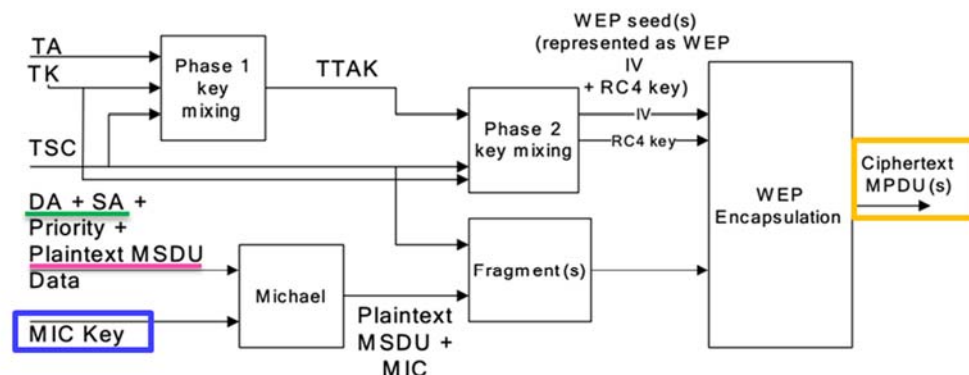 TA
TK
Phase 1
key
mixing
TTAK
WEP seed(s)
(represented as WEP
IV
+ RC4 key)
IV
RC4 key
Phase 2
key mixing
TSC
WEP
Encapsulation
Ciphertext
MPDU(s)
DA + SA +
Priority +
Plaintext MSDU
Data
MIC Key
Michael
Plaintext
MSDU +
MIC
Fragment(s)